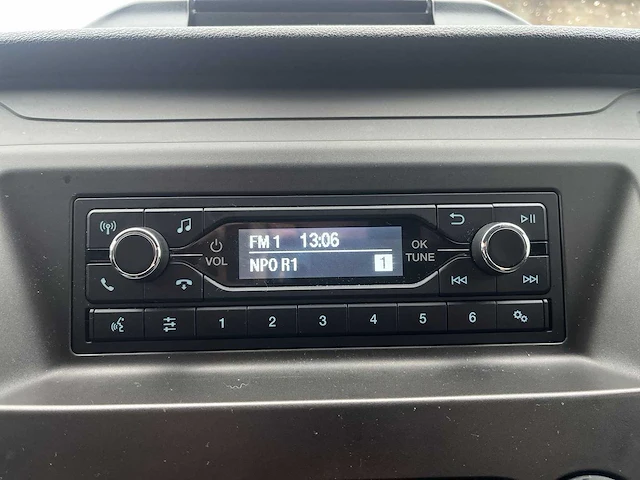 FM 1 13:06
NPO R1 1
VOL
OK
TUNE
1 2 3 4 5 6